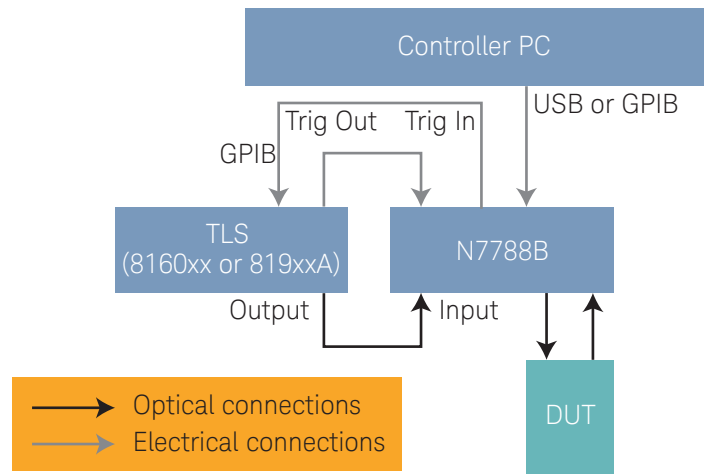 Controller PC
USB or GPIB
Trig Out
Trig In
GPIB
TLS
(8160xx or 819xxA)
N7788B
Output
Input
DUT
Optical connections
Electrical connections